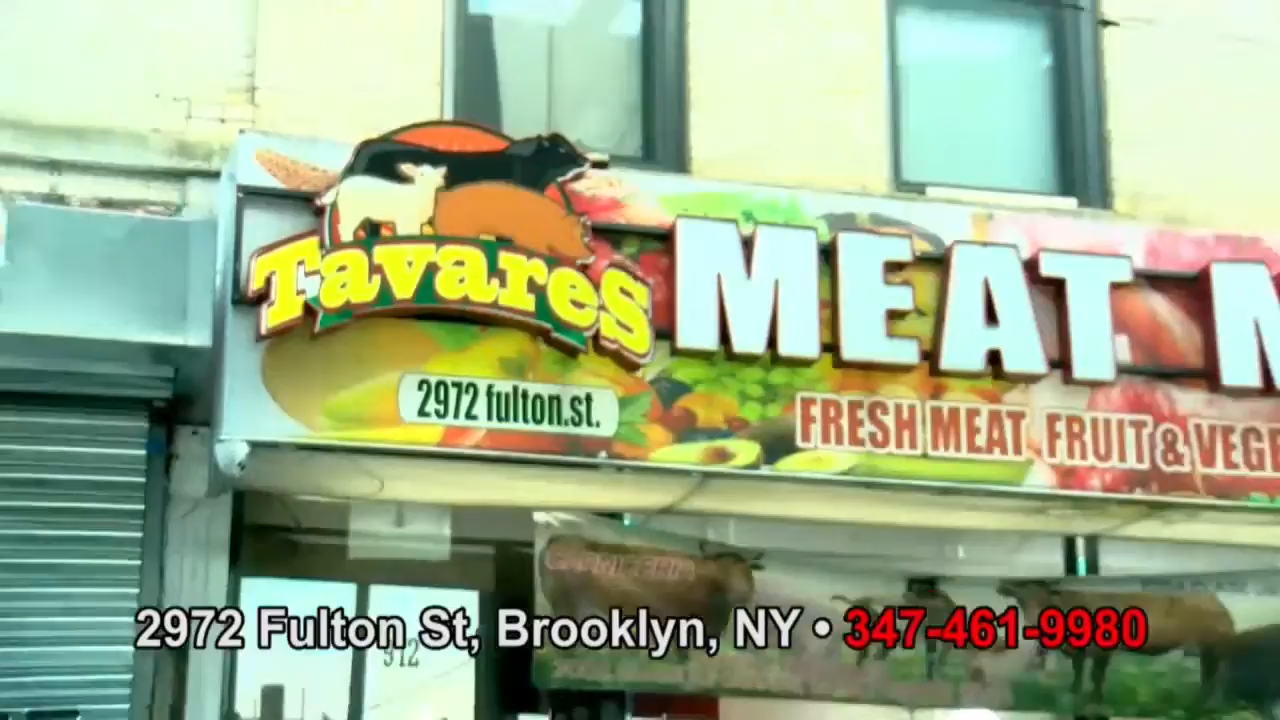 Tavares
MEAT M
2972 fulton.st.
FRESH MEAT FRUIT & VEGE
2972 Fulton St, Brooklyn, NY • 347-461-9980